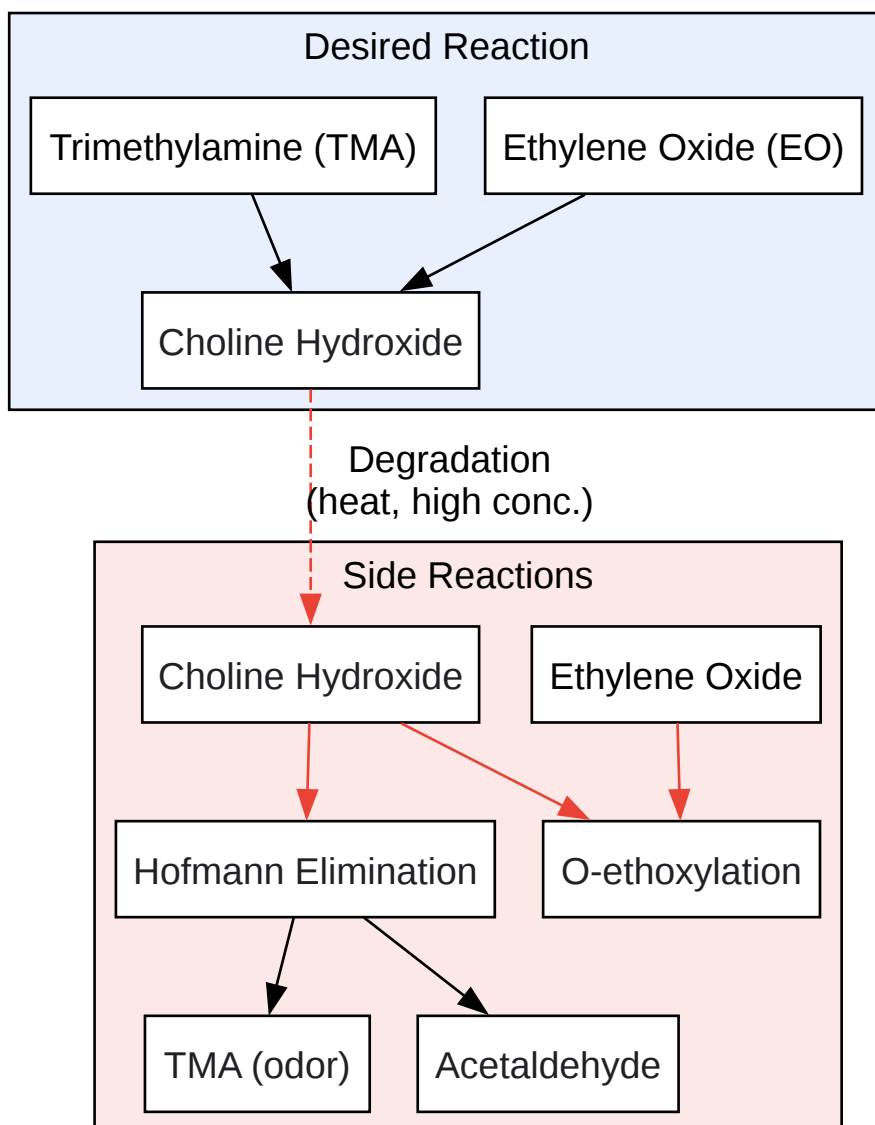 Desired Reaction
Trimethylamine (TMA)
Ethylene Oxide (EO)
Choline Hydroxide
Degradation
(heat, high conc.)
Side Reactions
Choline Hydroxide
Ethylene Oxide
Hofmann Elimination
O-ethoxylation
TMA (odor)
Acetaldehyde